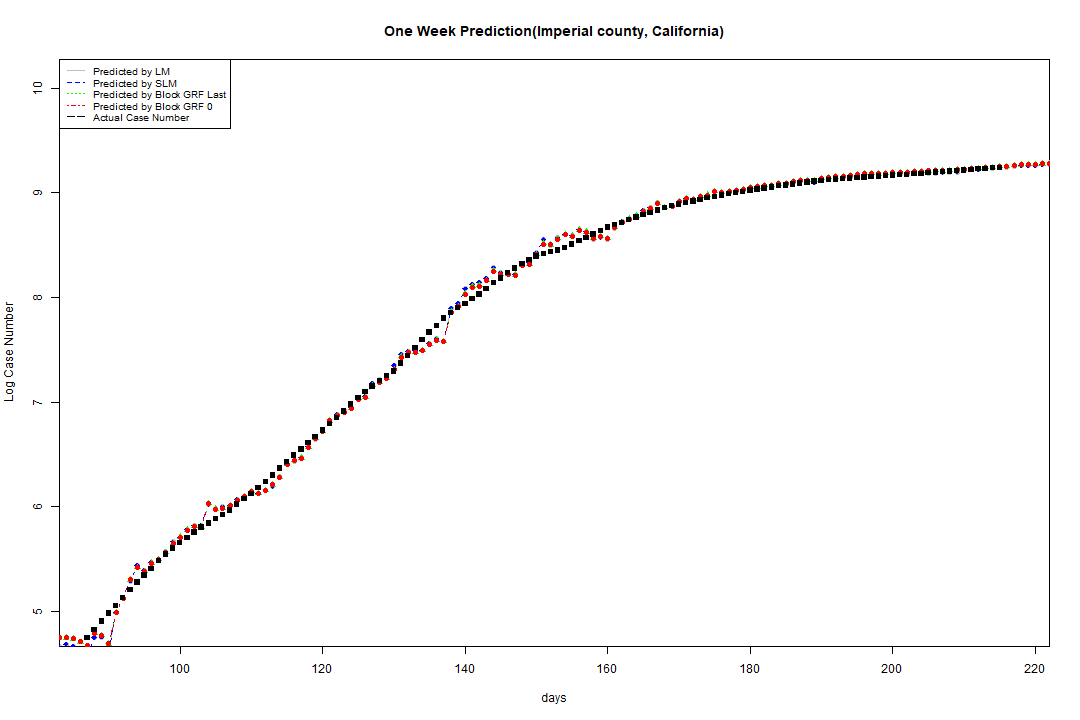 One Week Prediction(Imperial county, California)
Predicted by LM
Predicted by SLM
Predicted by Block GRF Last
Predicted by Block GRF 0
Actual Case Number
10
9
8
7
6
5
Log Case Number
100 120 140 160 180 200 220
days